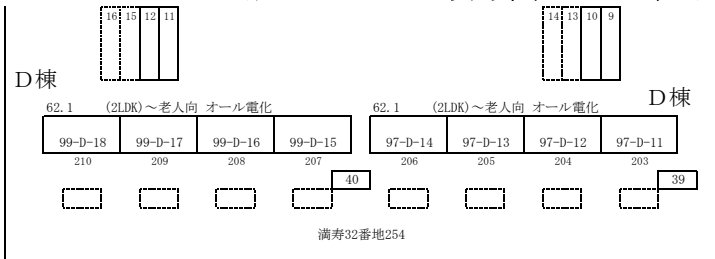 16 15 12 11 14 13 10 9
D棟 D棟
62.1 (2LDK)～老人向 オール電化 62.1 (2LDK)～老人向 オール電化
99-D-18 99-D-17 99-D-16 99-D-15 97-D-14 97-D-13 97-D-12 97-D-11
210 209 208 207 206 205 204 203
40 39
満寿32番地254